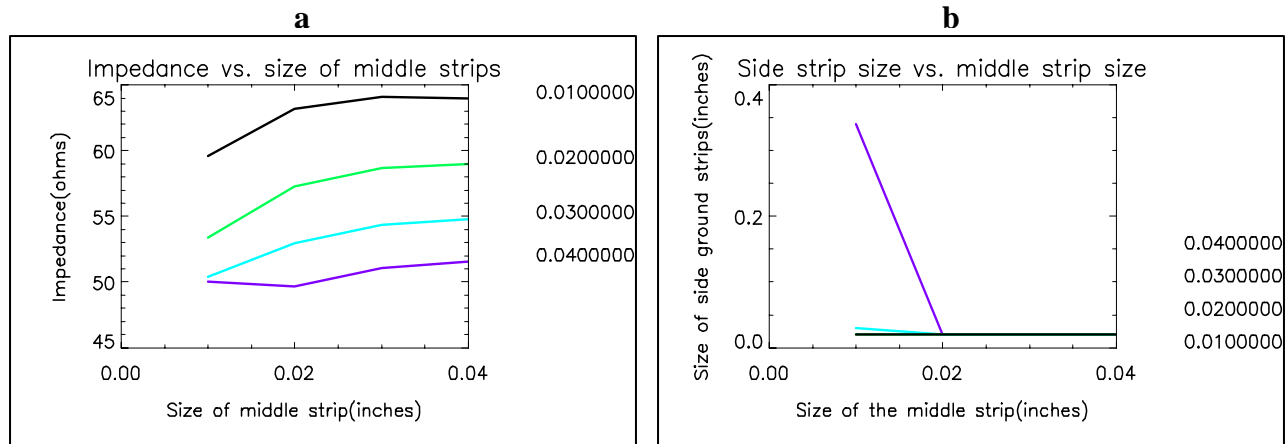 a
Impedance vs. size of middle strips
Impedance(ohms)
65
60
55
50
45
0.00
0.02
0.04
Size of middle strip(inches)
0.0100000
0.0200000
0.0300000
0.0400000
b
Side strip size vs. middle strip size
Size of side ground strips(inches)
0.4
0.2
0.0
0.00
0.02
0.04
Size of the middle strip(inches)
0.0400000
0.0300000
0.0200000
0.0100000